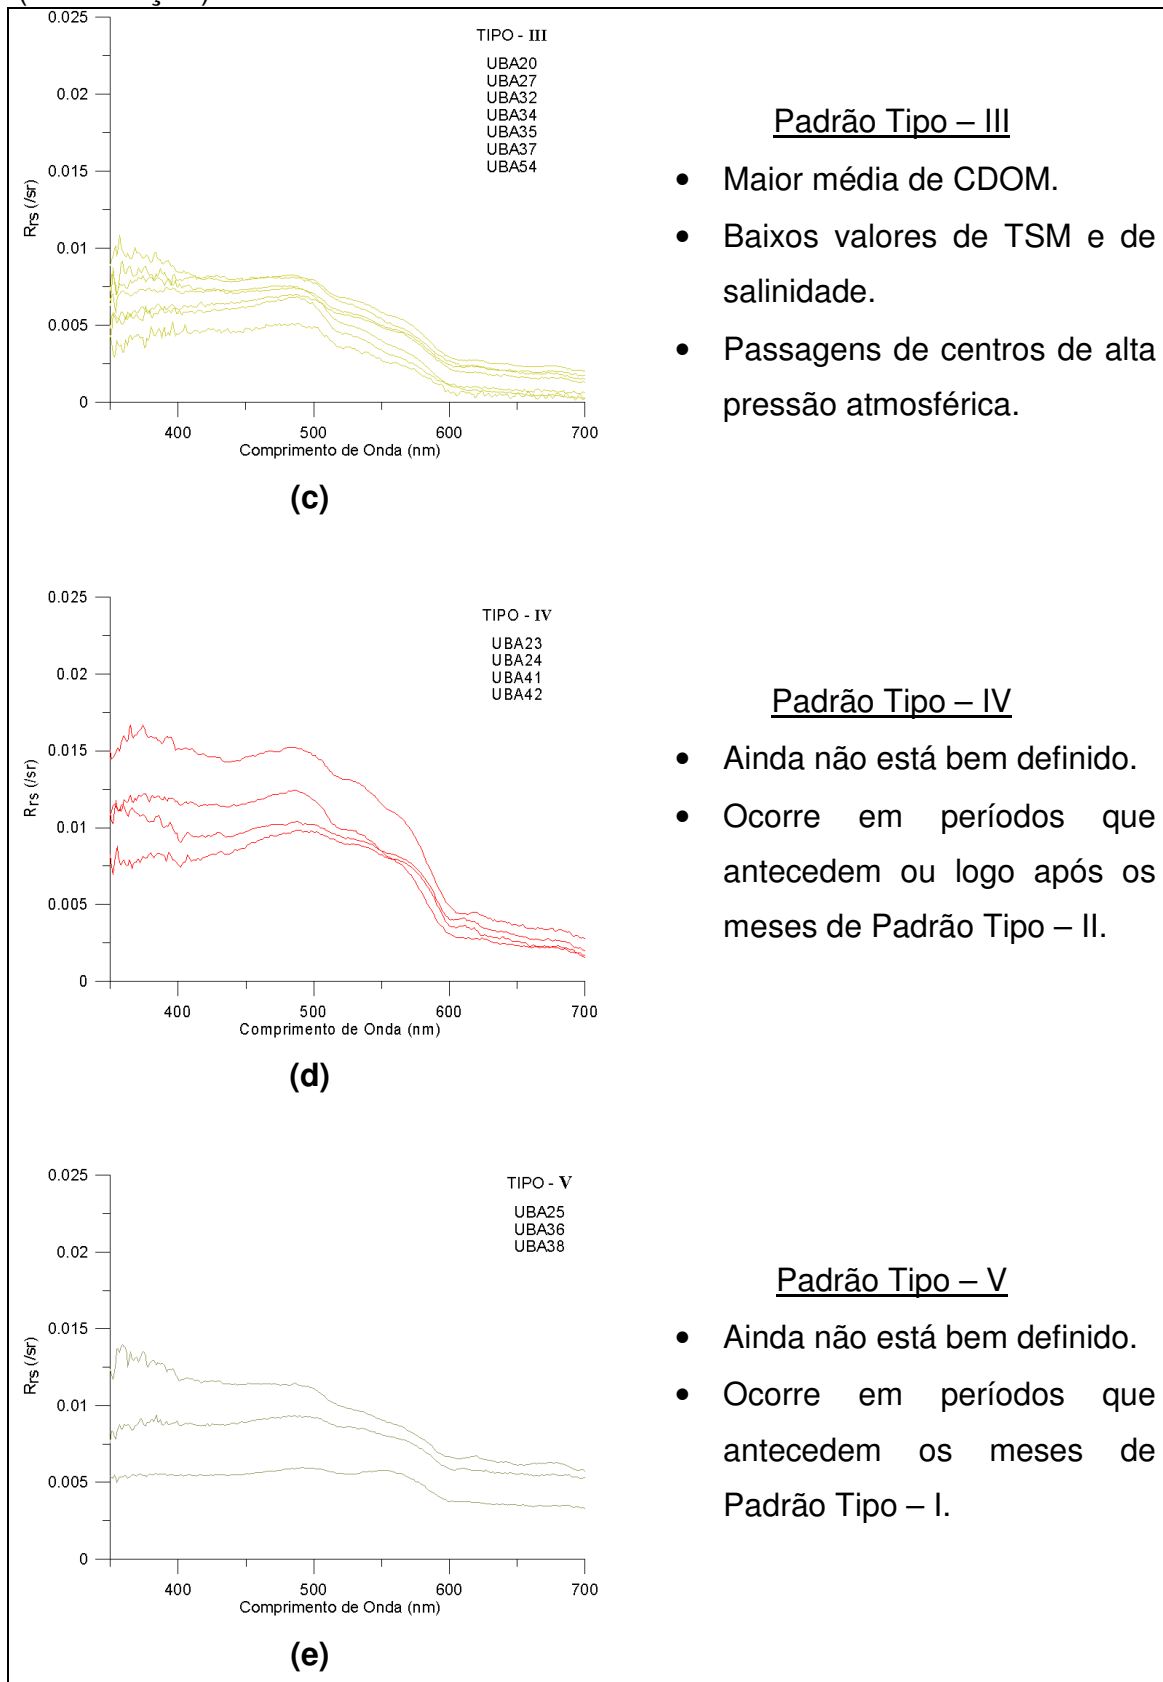 0.025
0.02
0.015
0.01
0.005
0
Rrs (/sr)
400 500 600 700
Comprimento de Onda (nm)
TIPO - III
UBA20
UBA27
UBA32
UBA34
UBA35
UBA37
UBA54
(c)
Padrão Tipo – III
• Maior média de CDOM.
• Baixos valores de TSM e de
salinidade.
• Passagens de centros de alta
pressão atmosférica.
0.025
0.02
0.015
0.01
0.005
0
Rrs (/sr)
400 500 600 700
Comprimento de Onda (nm)
TIPO - IV
UBA23
UBA24
UBA41
UBA42
(d)
Padrão Tipo – IV
• Ainda não está bem definido.
• Ocorre em períodos que
antecedem ou logo após os
meses de Padrão Tipo – II.
0.025
0.02
0.015
0.01
0.005
0
Rrs (/sr)
400 500 600 700
Comprimento de Onda (nm)
TIPO - V
UBA25
UBA36
UBA38
(e)
Padrão Tipo – V
• Ainda não está bem definido.
• Ocorre em períodos que
antecedem os meses de
Padrão Tipo – I.